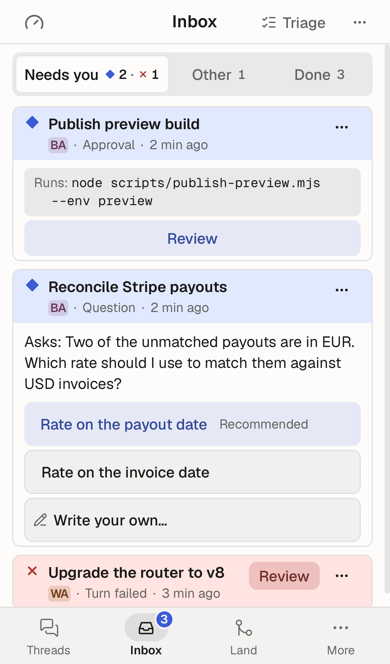 Inbox
Triage
Needs you 2 · × 1
Other 1
Done 3
Publish preview build
BA · Approval · 2 min ago
Runs: node scripts/publish-preview.mjs
--env preview
Review
Reconcile Stripe payouts
BA · Question · 2 min ago
Asks: Two of the unmatched payouts are in EUR.
Which rate should I use to match them against
USD invoices?
Rate on the payout date Recommended
Rate on the invoice date
Write your own...
Upgrade the router to v8
Review
WA · Turn failed · 3 min ago
3
Threads
Inbox
Land
More